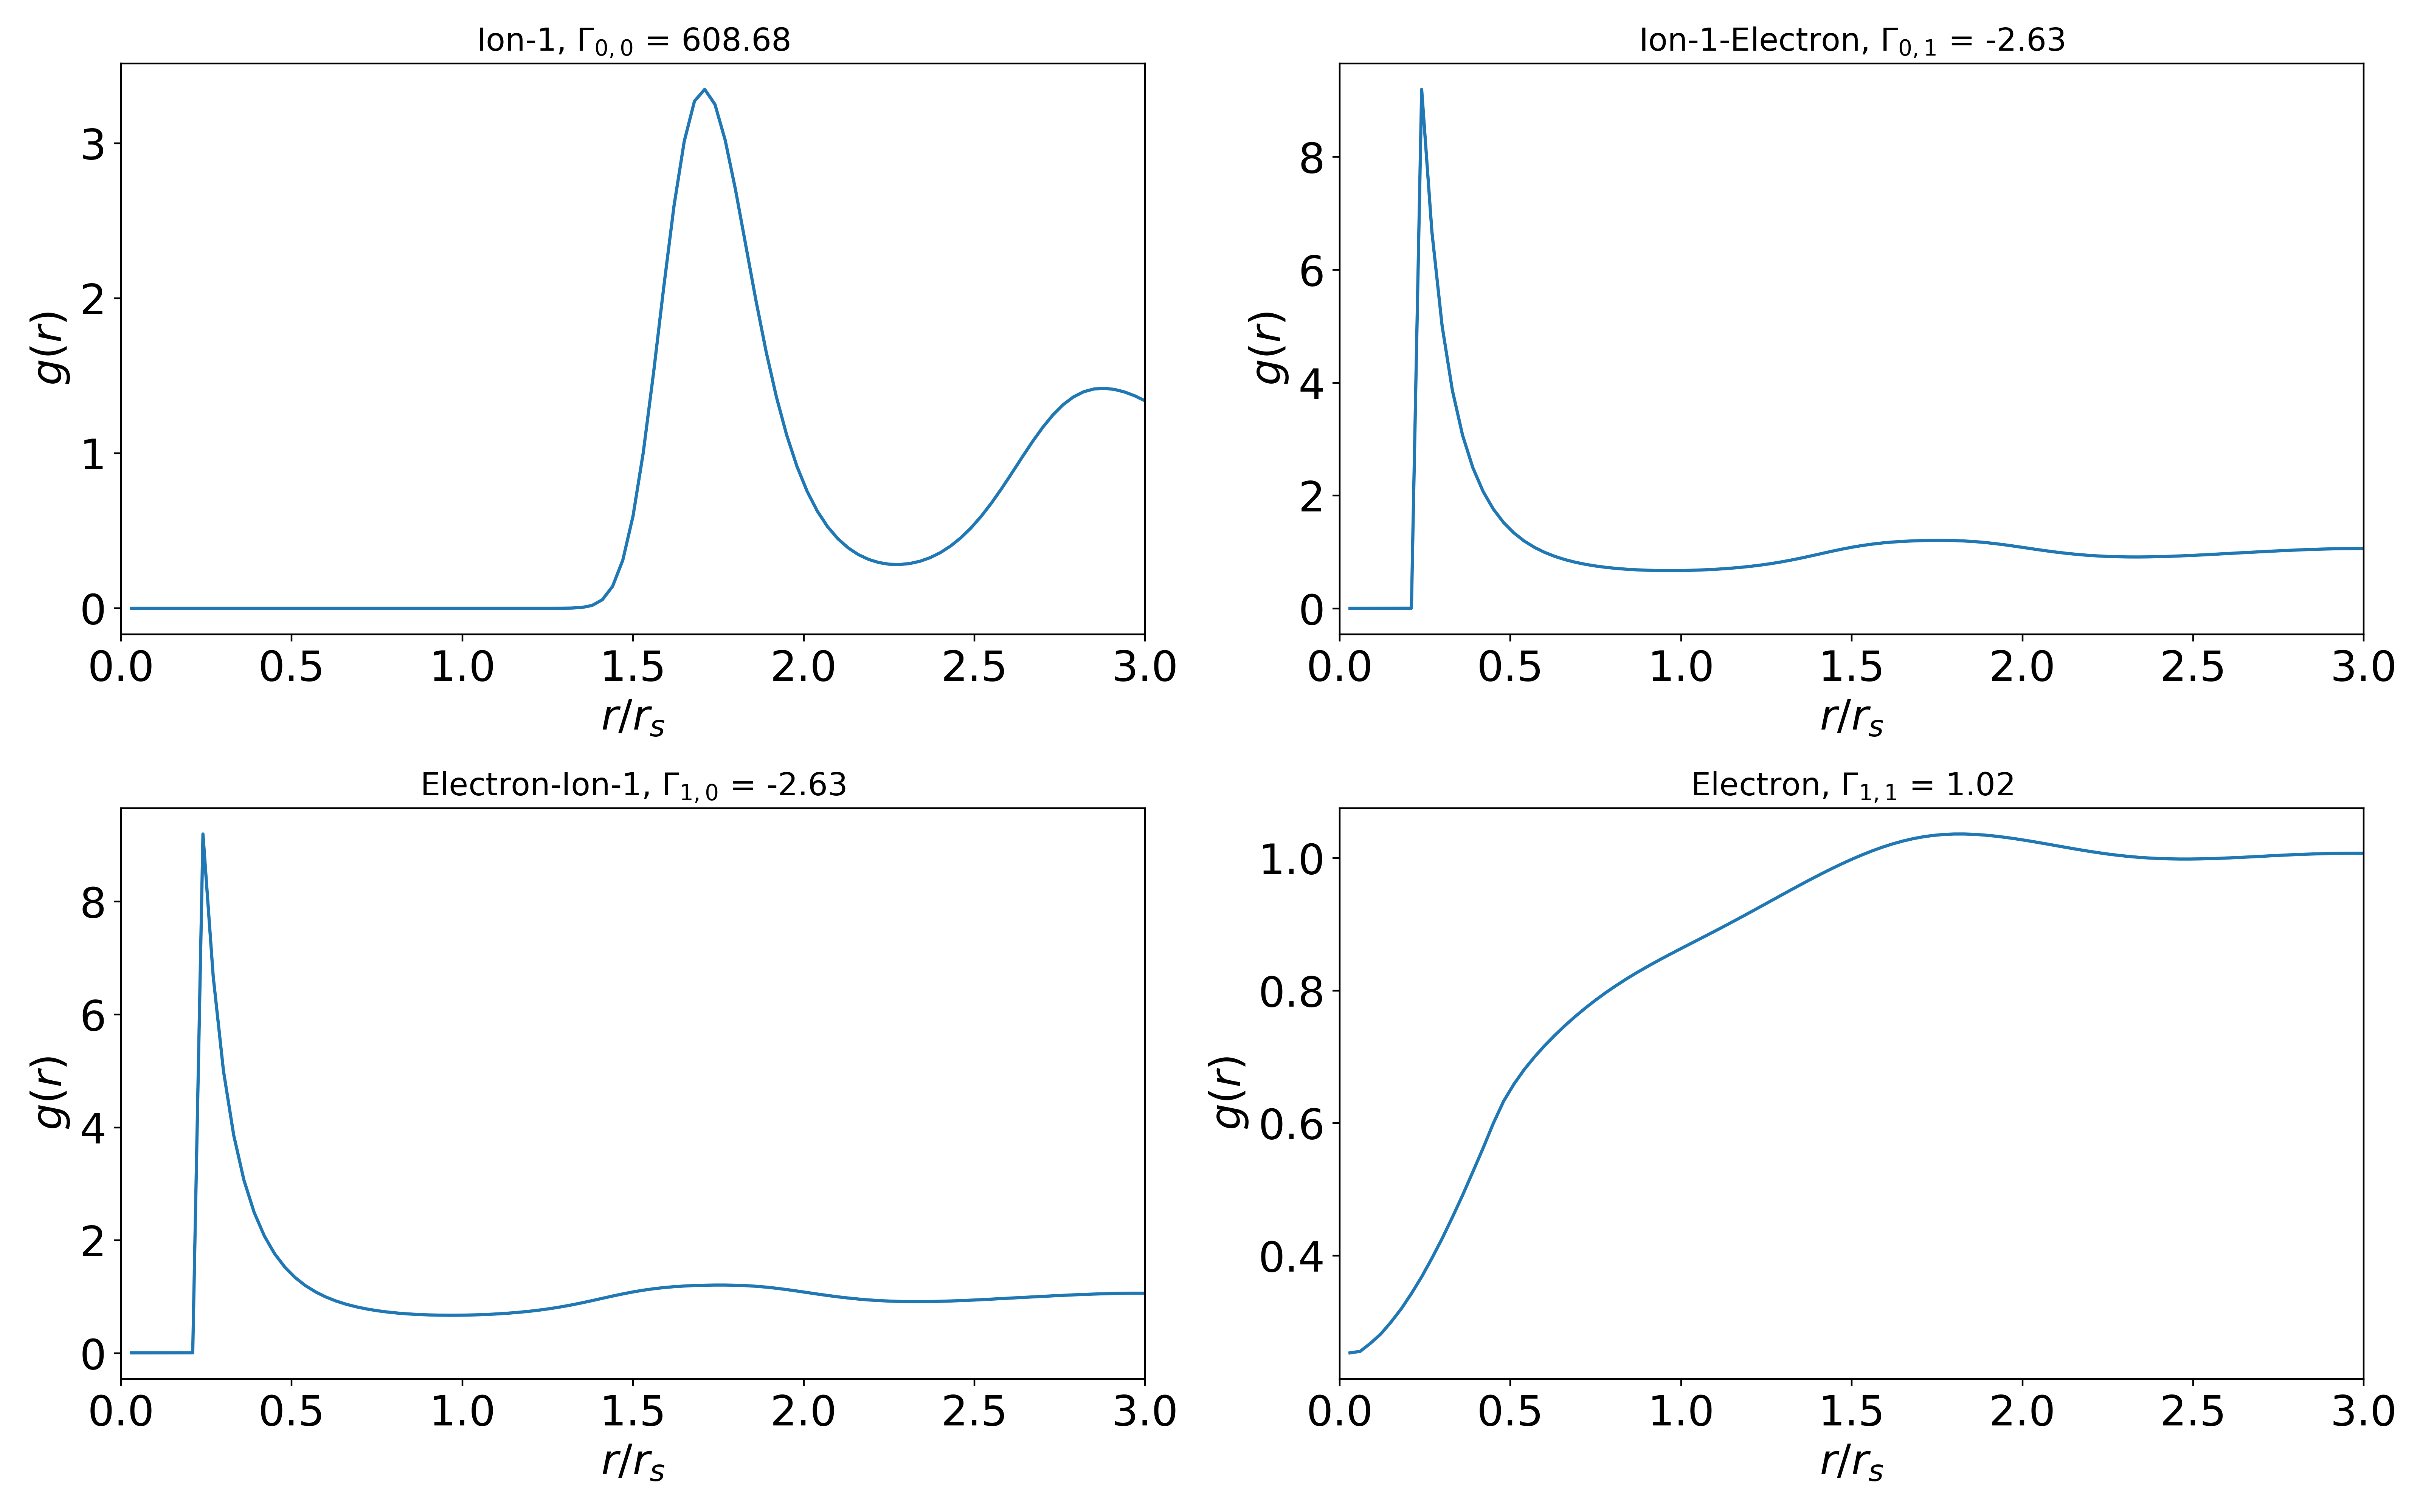 Ion-1, Γ0,0 = 608.68
g(r)
3
2
1
0
0.0 0.5 1.0 1.5 2.0 2.5 3.0
r/rs
Ion-1-Electron, Γ0,1 = -2.63
g(r)
8
6
4
2
0
0.0 0.5 1.0 1.5 2.0 2.5 3.0
r/rs
Electron-Ion-1, Γ1,0 = -2.63
g(r)
8
6
4
2
0
0.0 0.5 1.0 1.5 2.0 2.5 3.0
r/rs
Electron, Γ1,1 = 1.02
g(r)
1.0
0.8
0.6
0.4
0.0 0.5 1.0 1.5 2.0 2.5 3.0
r/rs